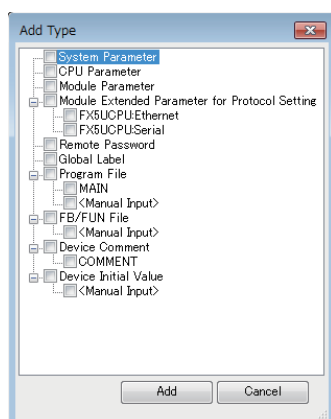 Add Type
System Parameter
CPU Parameter
Module Parameter
Module Extended Parameter for Protocol Setting
FX5UCPU:Ethernet
FX5UCPU:Serial
Remote Password
Global Label
Program File
MAIN
<Manual Input>
FB/FUN File
<Manual Input>
Device Comment
COMMENT
Device Initial Value
<Manual Input>
Add
Cancel